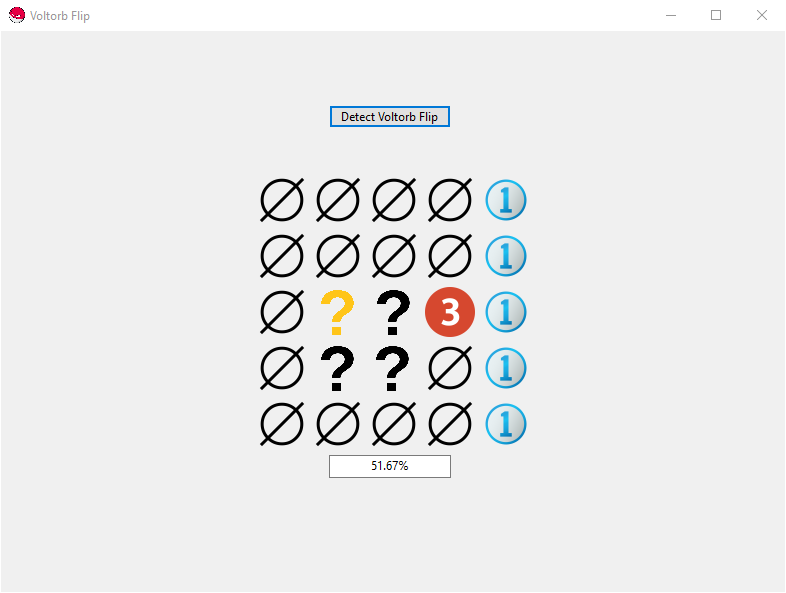 Voltorb Flip
Detect Voltorb Flip
1
1
? ? 3 1
? ? 1
1
51.67%